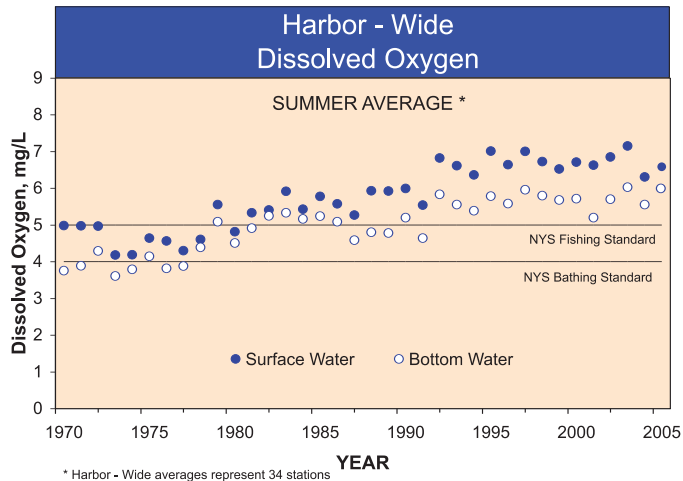 Harbor - Wide
Dissolved Oxygen
SUMMER AVERAGE *
Dissolved Oxygen, mg/L
9
8
7
6
5
4
3
2
1
0
NYS Fishing Standard
NYS Bathing Standard
Surface Water
Bottom Water
1970
1975
1980
1985
1990
1995
2000
2005
YEAR
* Harbor - Wide averages represent 34 stations